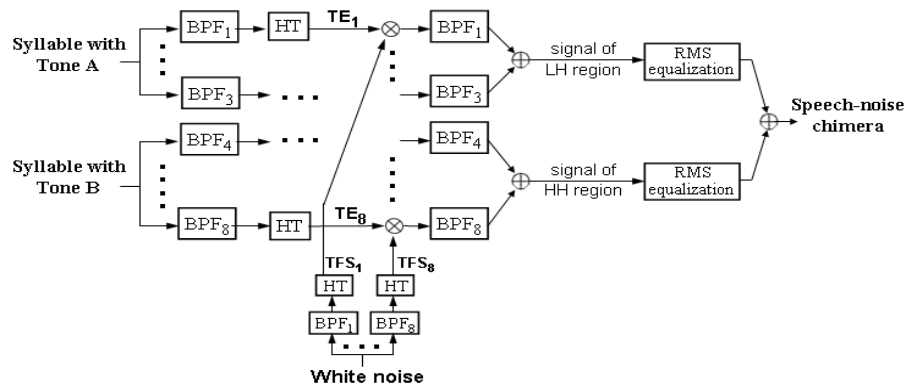 BPF1
HT
TE1
BPF1
Syllable with
Tone A
signal of
LH region
RMS
equalization
BPF3
BPF3
Speech-noise
chimera
BPF4
BPF4
Syllable with
Tone B
signal of
HH region
RMS
equalization
BPF8
HT
TE8
BPF8
TFS1
TFS8
HT
HT
BPF1
BPF8
White noise